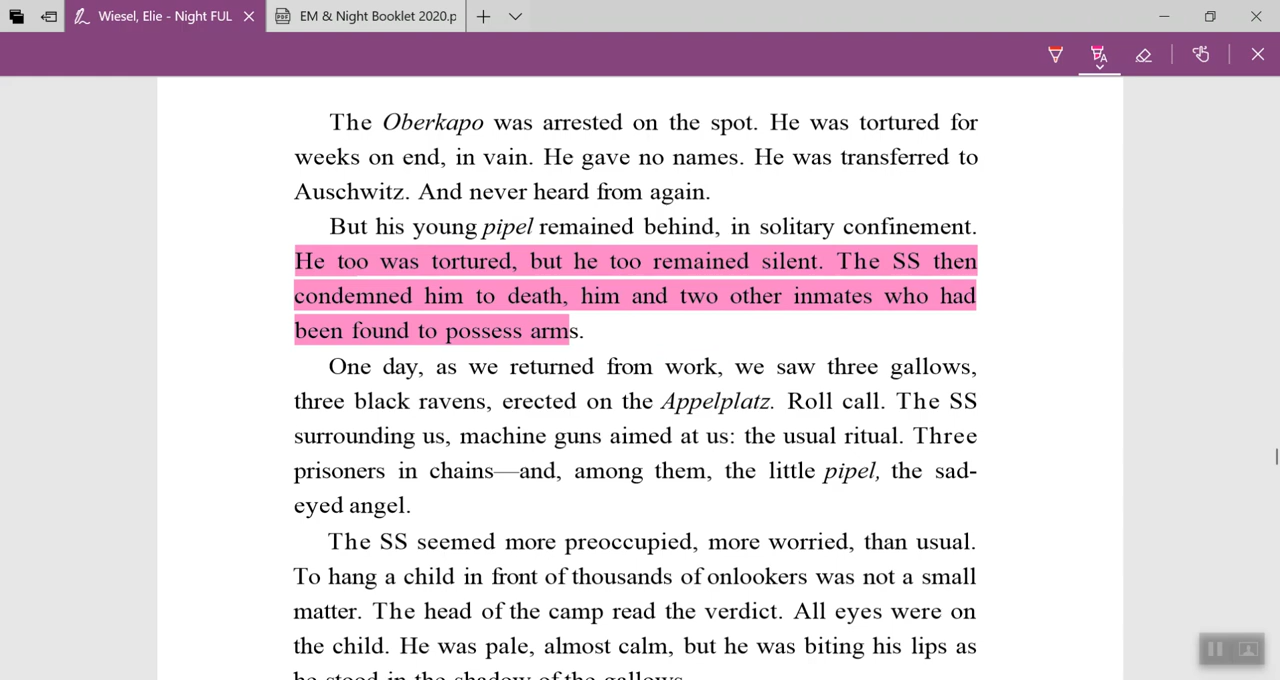 Wiesel, Elie - Night FUL
EM & Night Booklet 2020.p
The Oberkapo was arrested on the spot. He was tortured for
weeks on end, in vain. He gave no names. He was transferred to
Auschwitz. And never heard from again.
But his young pipel remained behind, in solitary confinement.
He too was tortured, but he too remained silent. The SS then
condemned him to death, him and two other inmates who had
been found to possess arms.
One day, as we returned from work, we saw three gallows,
three black ravens, erected on the Appelplatz. Roll call. The SS
surrounding us, machine guns aimed at us: the usual ritual. Three
prisoners in chains—and, among them, the little pipel, the sad-
eyed angel.
The SS seemed more preoccupied, more worried, than usual.
To hang a child in front of thousands of onlookers was not a small
matter. The head of the camp read the verdict. All eyes were on
the child. He was pale, almost calm, but he was biting his lips as
he stood in the shadow of the gallows.